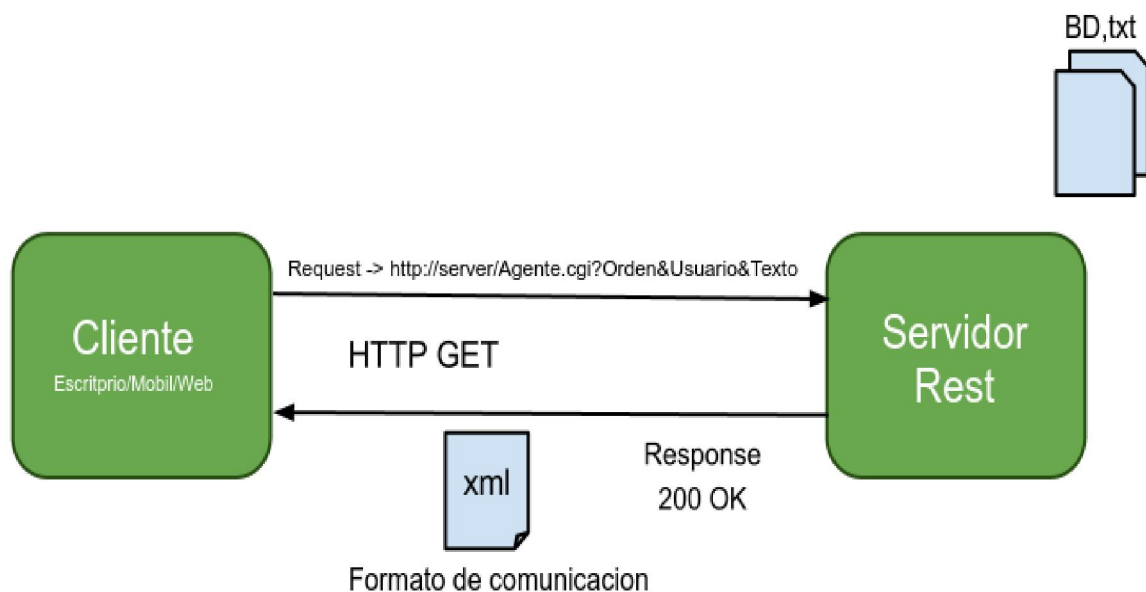 BD,txt
Request -> http://server/Agente.cgi?Orden&Usuario&Texto
Cliente
Escritprio/Mobil/Web
HTTP GET
Servidor
Rest
xml
Response
200 OK
Formato de comunicacion